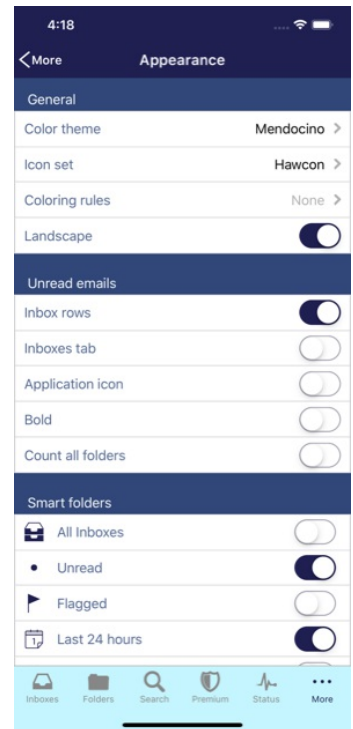 4:18
More Appearance
General
Color theme Mendocino
Icon set Hawcon
Coloring rules None
Landscape
Unread emails
Inbox rows
Inboxes tab
Application icon
Bold
Count all folders
Smart folders
All Inboxes
Unread
Flagged
1 Last 24 hours
Inboxes Folders Search Premium Status More